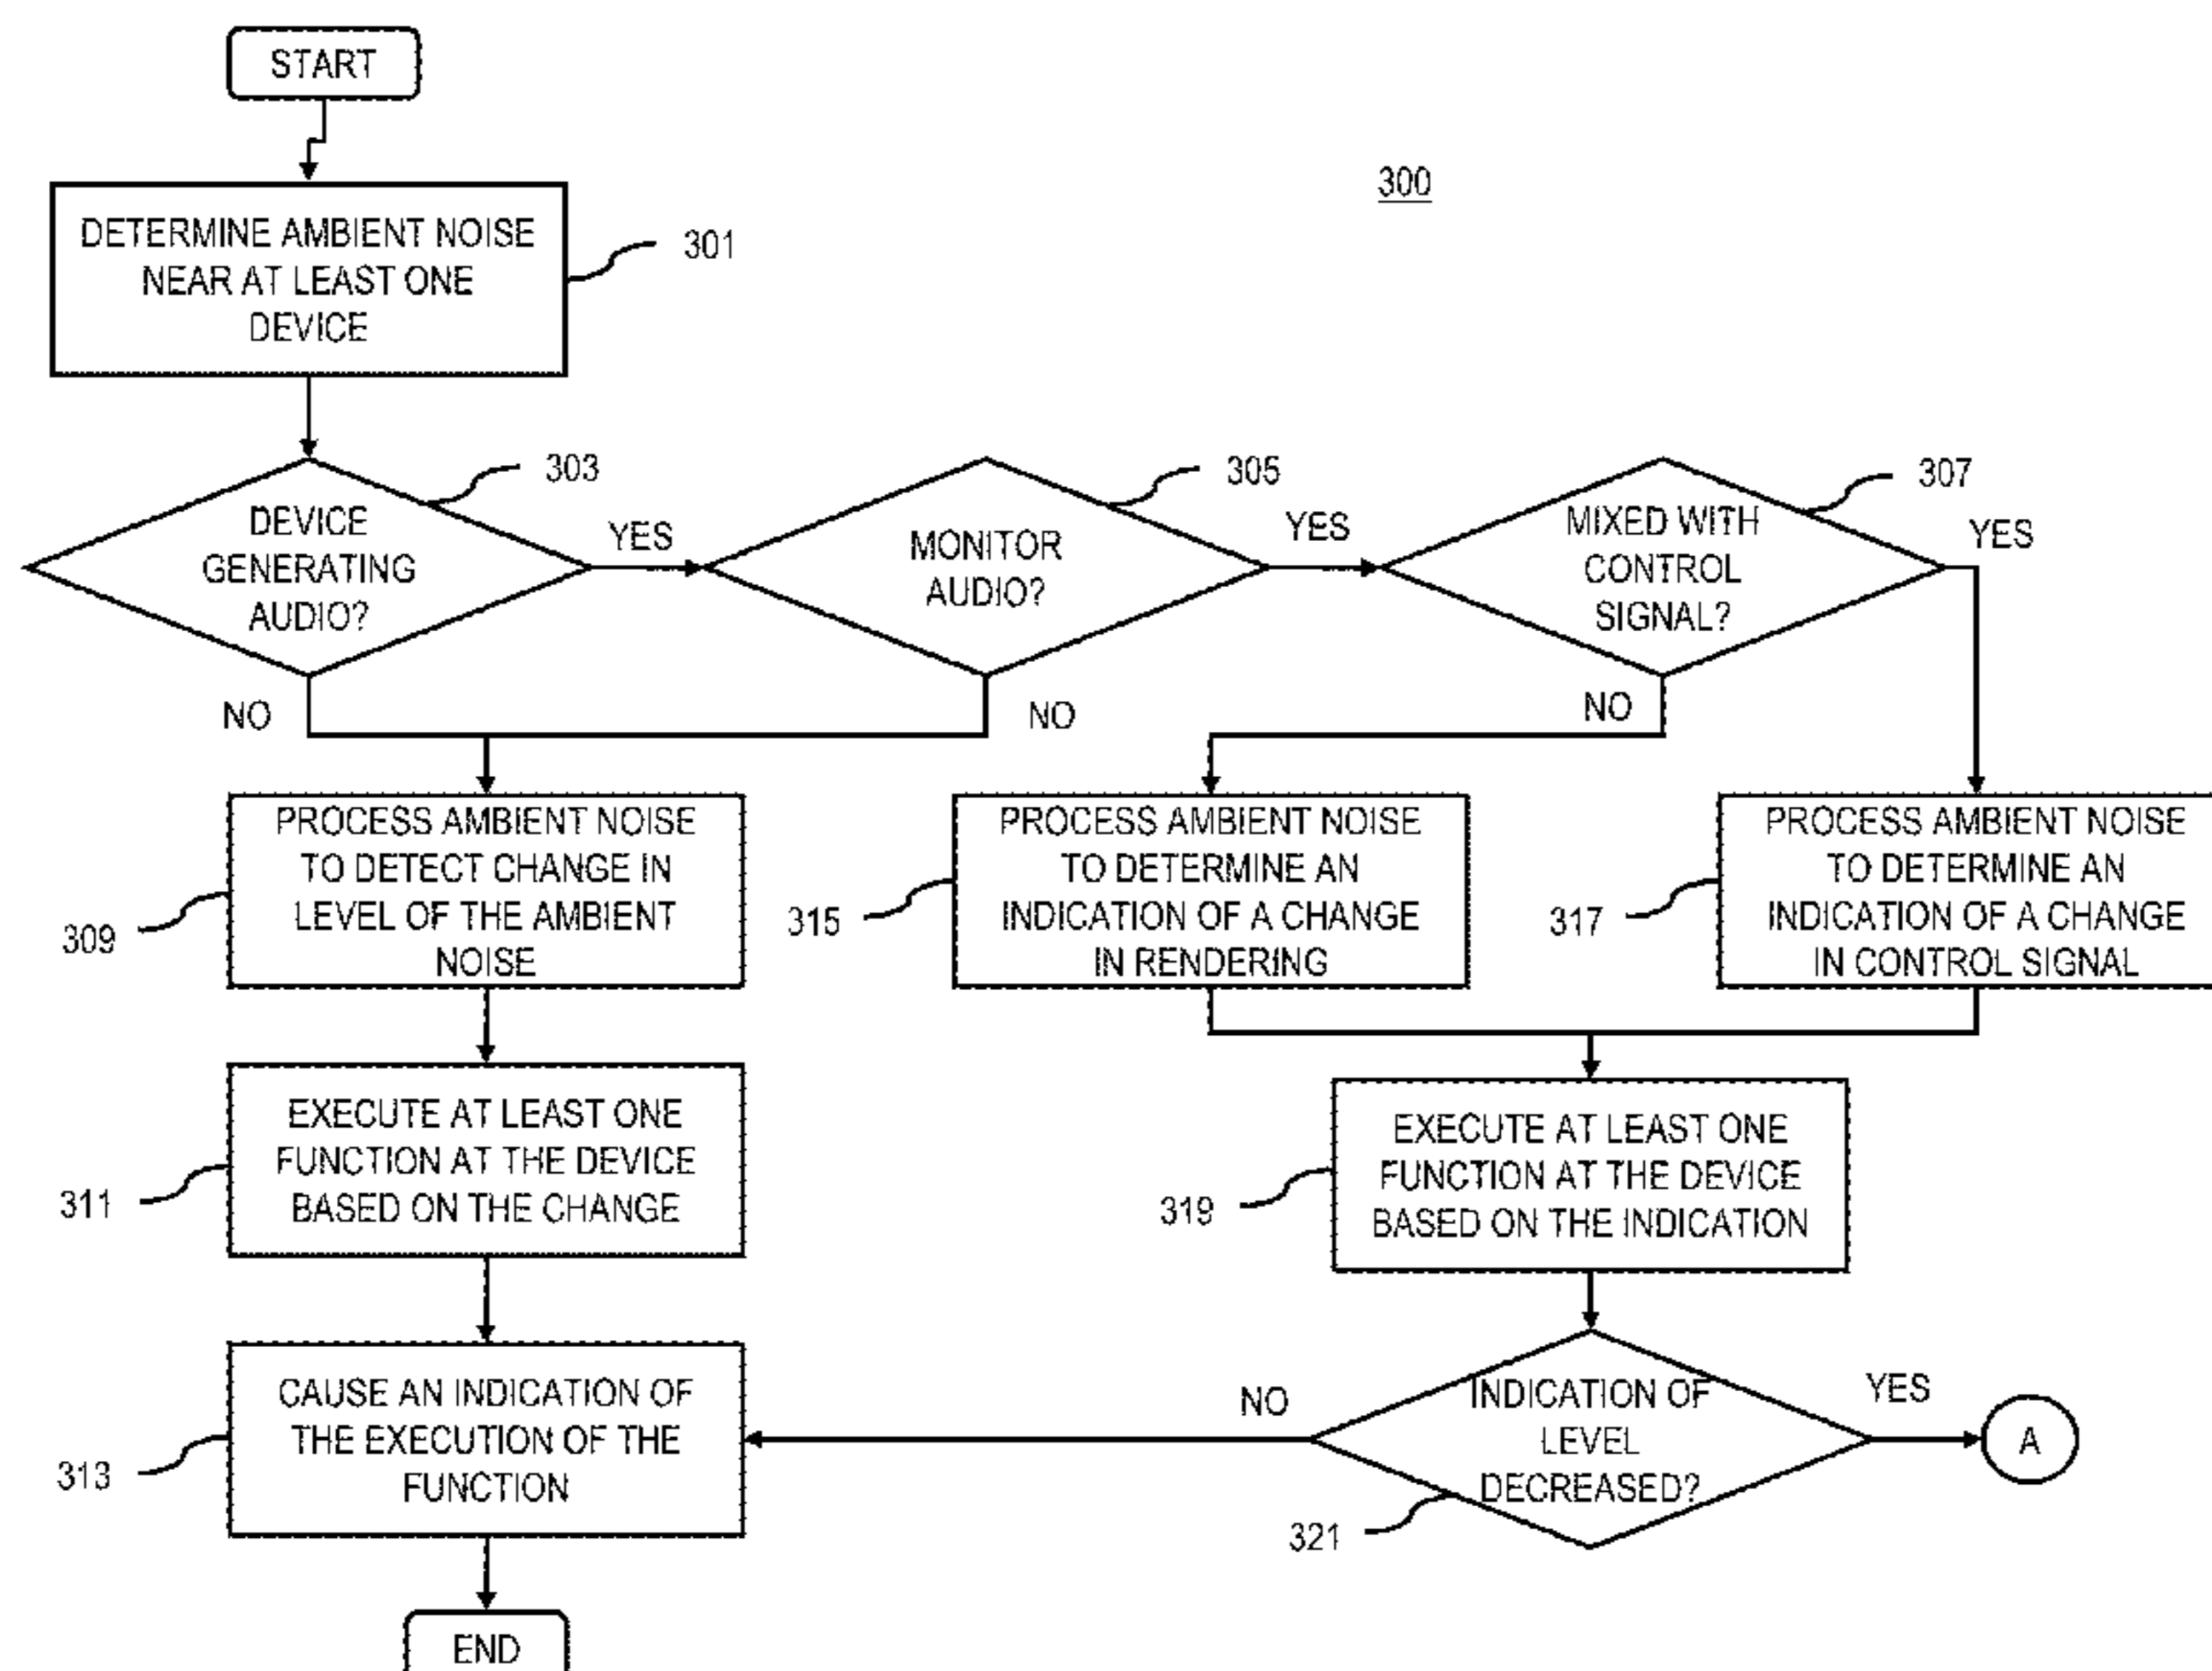 START
300
DETERMINE AMBIENT NOISE
NEAR AT LEAST ONE
DEVICE
301
303
305
307
DEVICE
GENERATING
AUDIO?
YES
MONITOR
AUDIO?
YES
MIXED WITH
CONTROL
SIGNAL?
YES
NO
NO
NO
PROCESS AMBIENT NOISE
TO DETECT CHANGE IN
LEVEL OF THE AMBIENT
NOISE
309
PROCESS AMBIENT NOISE
TO DETERMINE AN
INDICATION OF A CHANGE
IN RENDERING
315
PROCESS AMBIENT NOISE
TO DETERMINE AN
INDICATION OF A CHANGE
IN CONTROL SIGNAL
317
EXECUTE AT LEAST ONE
FUNCTION AT THE DEVICE
BASED ON THE CHANGE
311
EXECUTE AT LEAST ONE
FUNCTION AT THE DEVICE
BASED ON THE INDICATION
319
CAUSE AN INDICATION OF
THE EXECUTION OF THE
FUNCTION
313
NO
INDICATION OF
LEVEL
DECREASED?
YES
A
321
END